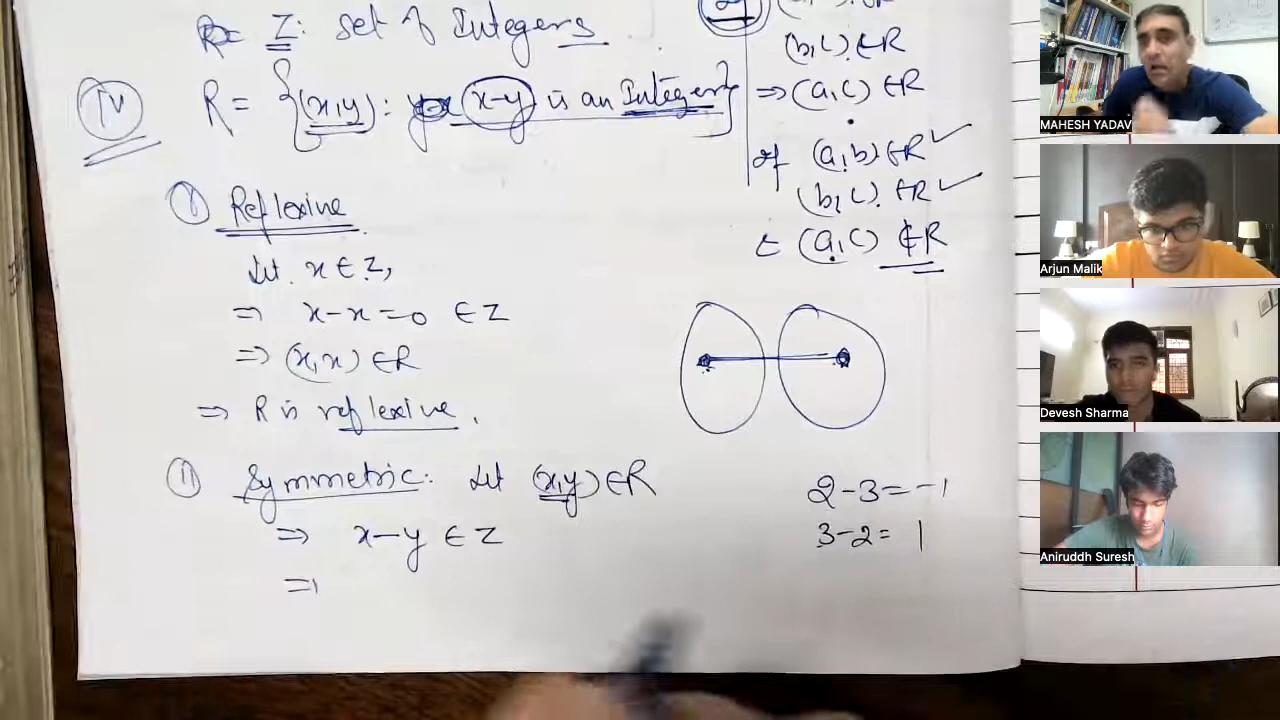 Z: Set of Integers
IV R = {(x,y): x-y is an Integer}
(b,c) ∈R
⇒ (a,c) ∈R
If (a,b) ∈R ✓
(b,c) ∈R ✓
(a,c) ∉R
I Reflexive
Let x ∈ Z,
⇒ x-x=0 ∈ Z
⇒ (x,x) ∈R
⇒ R is reflexive.
II Symmetric: Let (x,y) ∈R
⇒ x-y ∈ Z
⇒
2-3=-1
3-2= 1
MAHESH YADAV
Arjun Malik
Devesh Sharma
Aniruddh Suresh